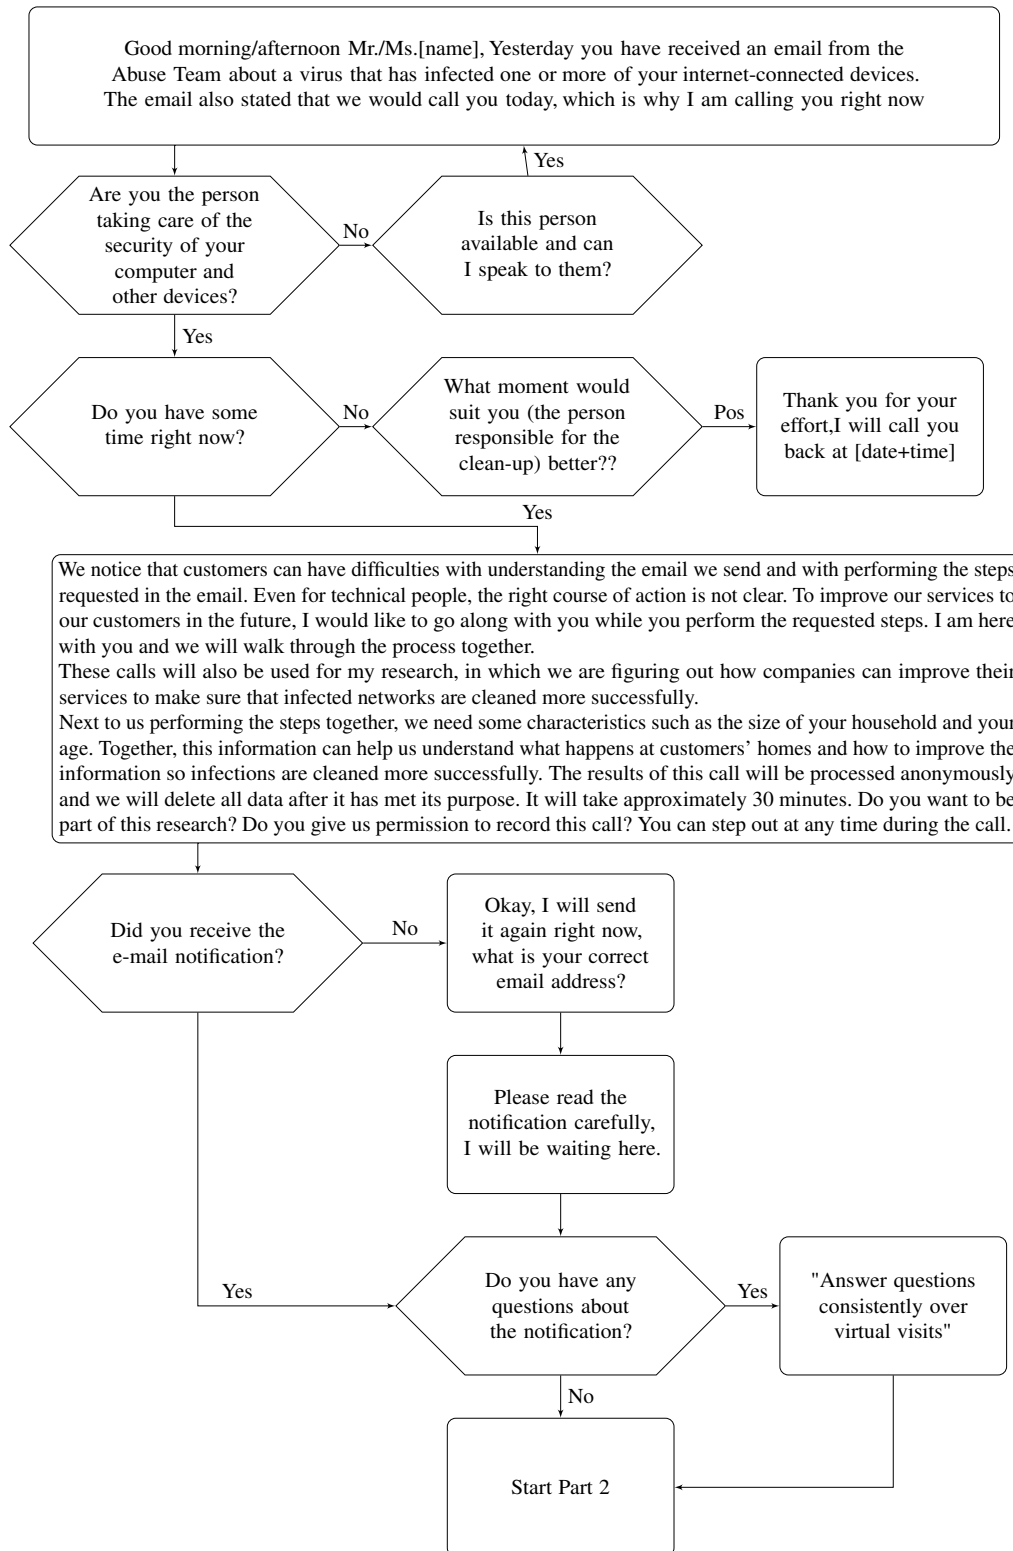 Good morning/afternoon Mr./Ms.[name], Yesterday you have received an email from the
Abuse Team about a virus that has infected one or more of your internet-connected devices.
The email also stated that we would call you today, which is why I am calling you right now
Yes
Are you the person
taking care of the
security of your
computer and
other devices?
No
Is this person
available and can
I speak to them?
Yes
Do you have some
time right now?
No
What moment would
suit you (the person
responsible for the
clean-up) better??
Pos
Thank you for your
effort,I will call you
back at [date+time]
Yes
We notice that customers can have difficulties with understanding the email we send and with performing the steps
requested in the email. Even for technical people, the right course of action is not clear. To improve our services to
our customers in the future, I would like to go along with you while you perform the requested steps. I am here
with you and we will walk through the process together.
These calls will also be used for my research, in which we are figuring out how companies can improve their
services to make sure that infected networks are cleaned more successfully.
Next to us performing the steps together, we need some characteristics such as the size of your household and your
age. Together, this information can help us understand what happens at customers' homes and how to improve the
information so infections are cleaned more successfully. The results of this call will be processed anonymously
and we will delete all data after it has met its purpose. It will take approximately 30 minutes. Do you want to be
part of this research? Do you give us permission to record this call? You can step out at any time during the call.
Did you receive the
e-mail notification?
No
Okay, I will send
it again right now,
what is your correct
email address?
Please read the
notification carefully,
I will be waiting here.
Yes
Do you have any
questions about
the notification?
Yes
"Answer questions
consistently over
virtual visits"
No
Start Part 2